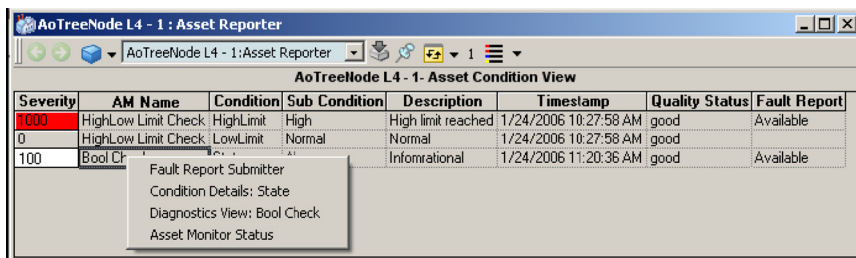 AoTreeNode L4 - 1 : Asset Reporter
AoTreeNode L4 - 1:Asset Reporter 1
AoTreeNode L4 - 1- Asset Condition View
Severity AM Name Condition Sub Condition Description Timestamp Quality Status Fault Report
1000 HighLow Limit Check HighLimit High High limit reached 1/24/2006 10:27:58 AM good Available
0 HighLow Limit Check LowLimit Normal Normal 1/24/2006 10:27:58 AM good
100 Bool Infomrational 1/24/2006 11:20:36 AM good Available
Fault Report Submitter
Condition Details: State
Diagnostics View: Bool Check
Asset Monitor Status